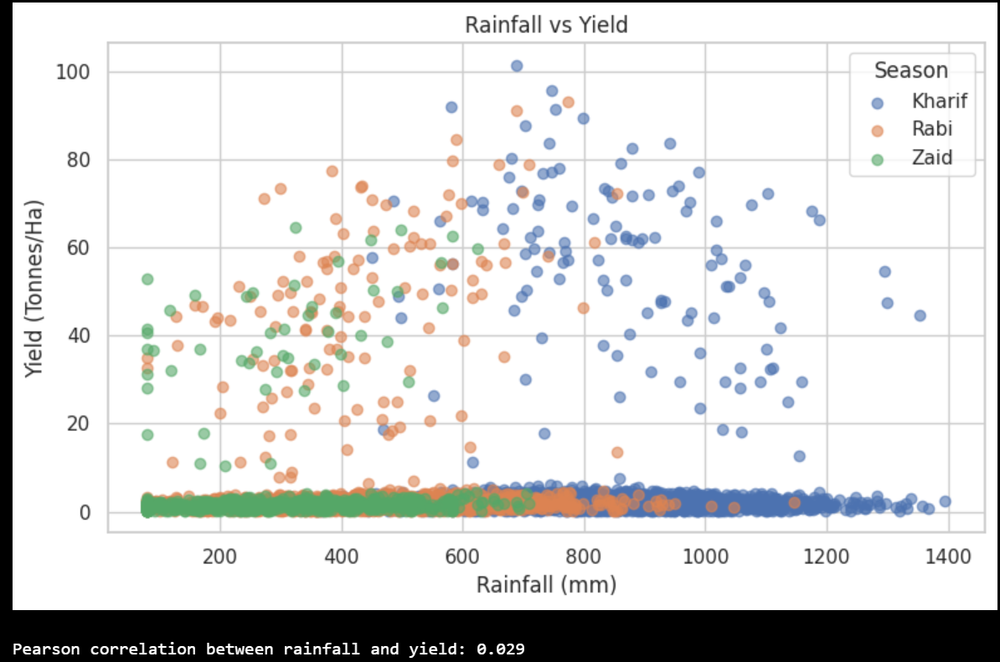 Rainfall vs Yield
Season
Kharif
Rabi
Zaid
Yield (Tonnes/Ha)
100
80
60
40
20
0
200 400 600 800 1000 1200 1400
Rainfall (mm)
Pearson correlation between rainfall and yield: 0.029